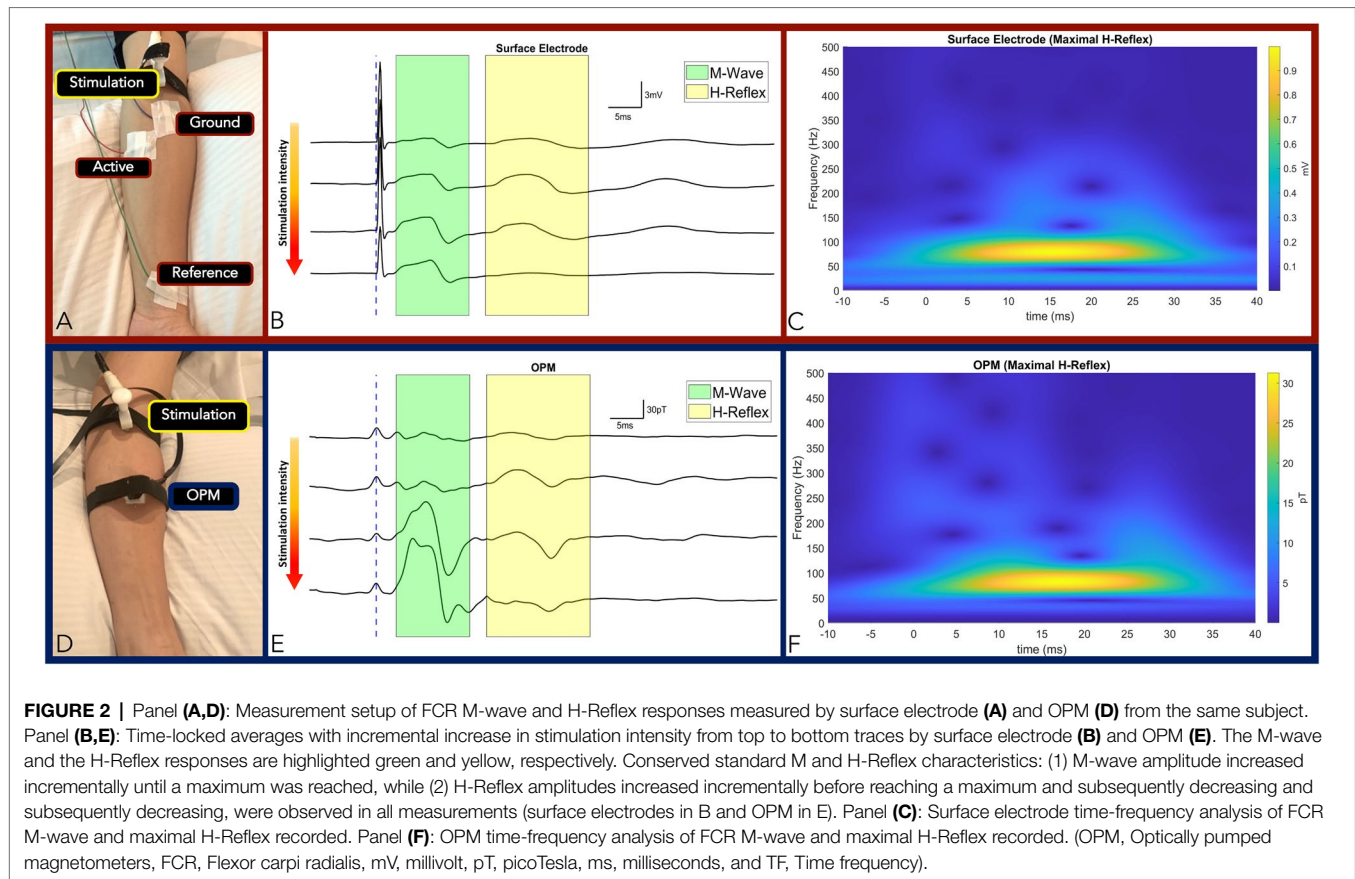 Stimulation
Ground
Active
Reference
A
Surface Electrode
M-Wave
H-Reflex
3mV
5ms
Stimulation intensity
B
Surface Electrode (Maximal H-Reflex)
500
450
400
350
300
250
200
150
100
50
0
Frequency (Hz)
-10 -5 0 5 10 15 20 25 30 35 40
time (ms)
0.9
0.8
0.7
0.6
0.5
0.4
0.3
0.2
0.1
mV
C
Stimulation
OPM
D
OPM
M-Wave
H-Reflex
30pT
5ms
Stimulation intensity
E
OPM (Maximal H-Reflex)
500
450
400
350
300
250
200
150
100
50
0
Frequency (Hz)
-10 -5 0 5 10 15 20 25 30 35 40
time (ms)
30
25
20
15
10
5
pT
F
FIGURE 2 | Panel (A,D): Measurement setup of FCR M-wave and H-Reflex responses measured by surface electrode (A) and OPM (D) from the same subject.
Panel (B,E): Time-locked averages with incremental increase in stimulation intensity from top to bottom traces by surface electrode (B) and OPM (E). The M-wave
and the H-Reflex responses are highlighted green and yellow, respectively. Conserved standard M and H-Reflex characteristics: (1) M-wave amplitude increased
incrementally until a maximum was reached, while (2) H-Reflex amplitudes increased incrementally before reaching a maximum and subsequently decreasing and
subsequently decreasing, were observed in all measurements (surface electrodes in B and OPM in E). Panel (C): Surface electrode time-frequency analysis of FCR
M-wave and maximal H-Reflex recorded. Panel (F): OPM time-frequency analysis of FCR M-wave and maximal H-Reflex recorded. (OPM, Optically pumped
magnetometers, FCR, Flexor carpi radialis, mV, millivolt, pT, picoTesla, ms, milliseconds, and TF, Time frequency).